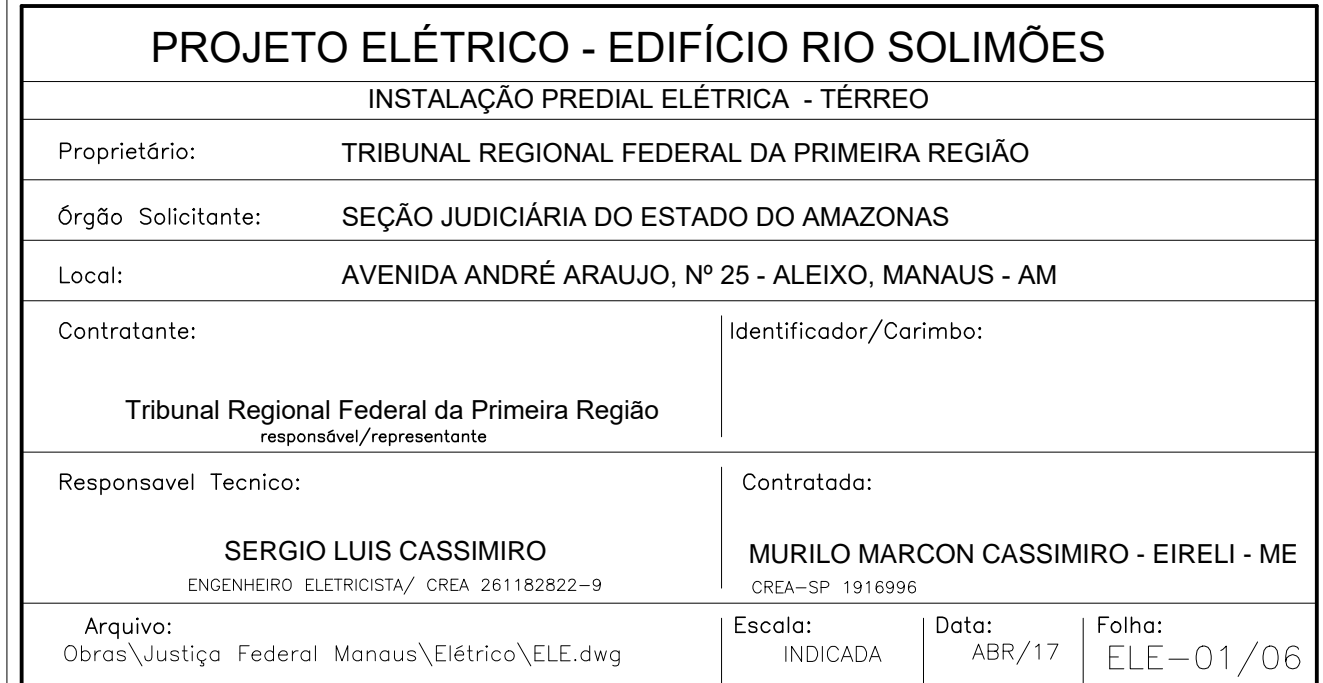 PROJETO ELÉTRICO - EDIFÍCIO RIO SOLIMÕES
INSTALAÇÃO PREDIAL ELÉTRICA - TÉRREO
Proprietário: TRIBUNAL REGIONAL FEDERAL DA PRIMEIRA REGIÃO
Órgão Solicitante: SEÇÃO JUDICIÁRIA DO ESTADO DO AMAZONAS
Local: AVENIDA ANDRÉ ARAUJO, Nº 25 - ALEIXO, MANAUS - AM
Contratante:
Tribunal Regional Federal da Primeira Região
responsável/representante
Identificador/Carimbo:
Responsavel Tecnico:
SERGIO LUIS CASSIMIRO
ENGENHEIRO ELETRICISTA/ CREA 261182822-9
Contratada:
MURILO MARCON CASSIMIRO - EIRELI - ME
CREA-SP 1916996
Arquivo:
Obras\Justiça Federal Manaus\Elétrico\ELE.dwg
Escala:
INDICADA
Data:
ABR/17
Folha:
ELE-01/06